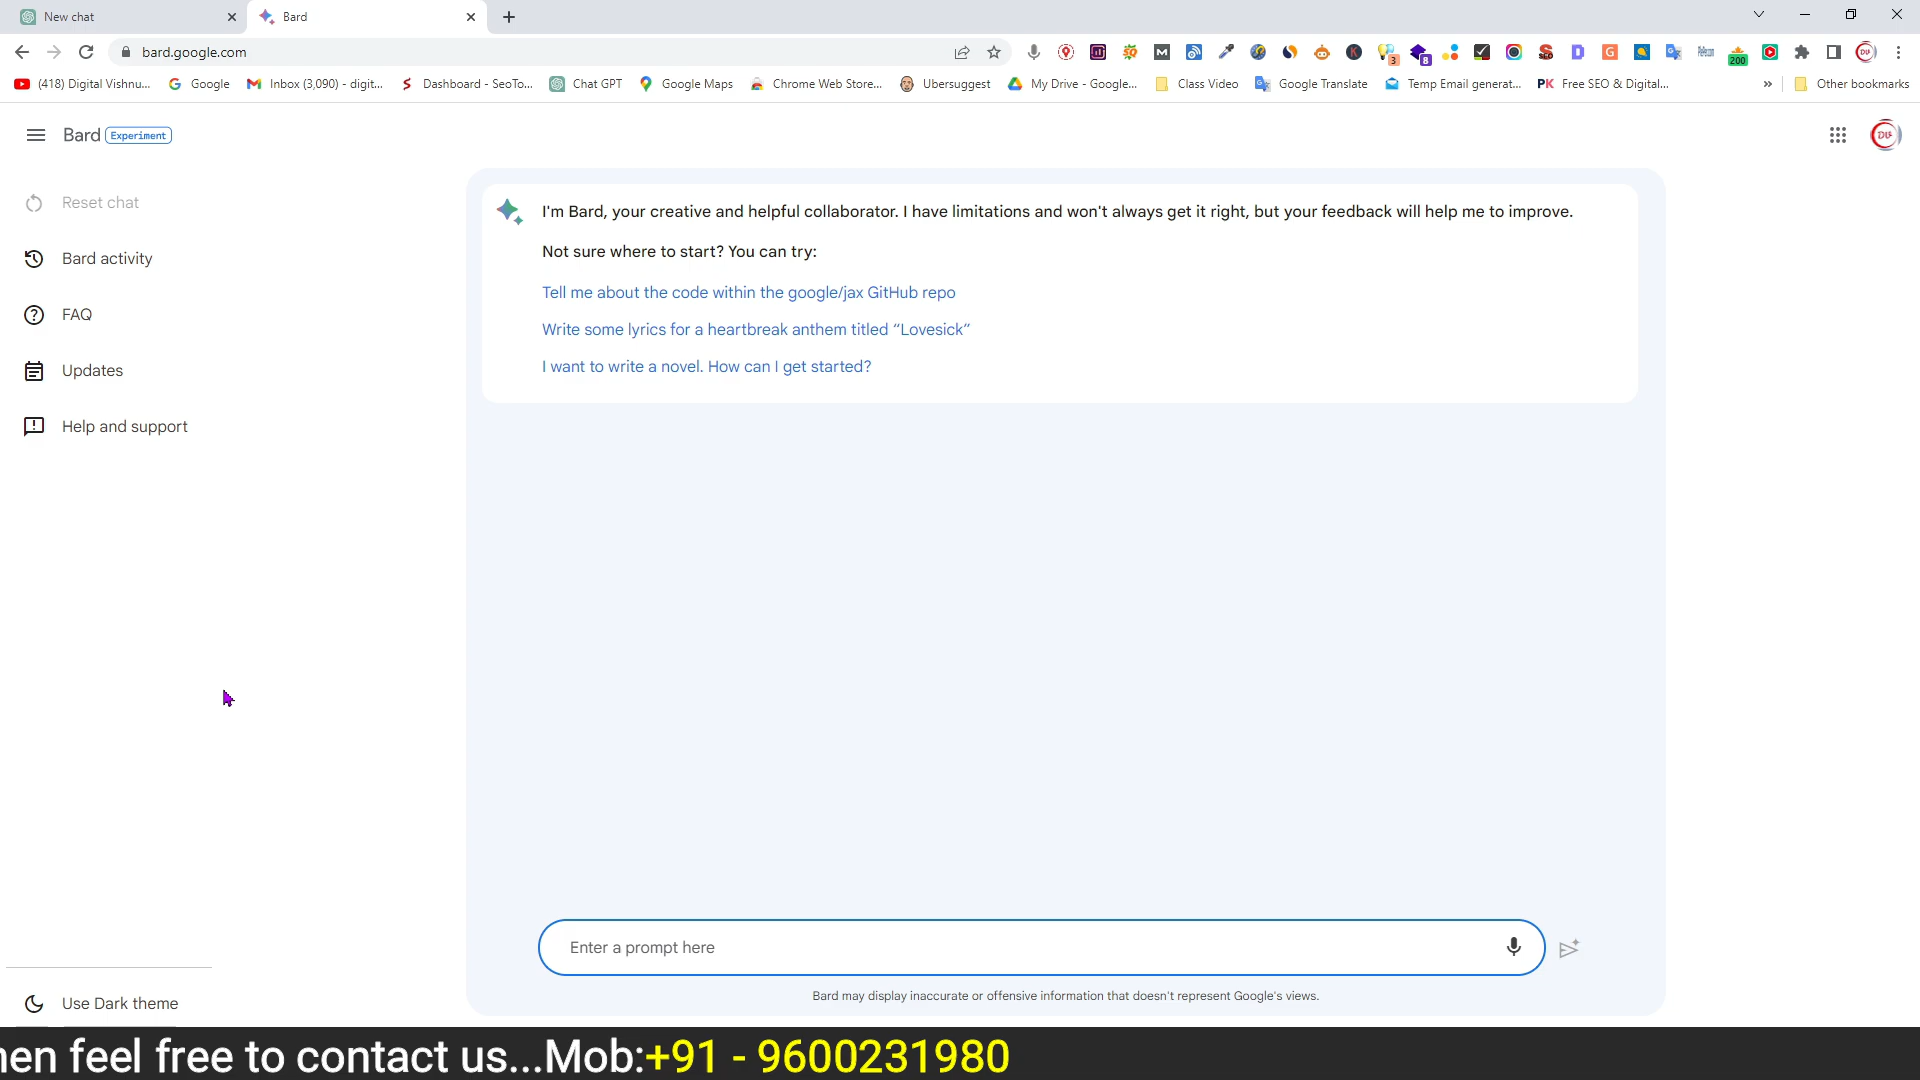 New chat
Bard
bard.google.com
3
8
200
(418) Digital Vishnu...
Google
Inbox (3,090) - digit...
Dashboard - SeoTo...
Chat GPT
Google Maps
Chrome Web Store...
Ubersuggest
My Drive - Google...
Class Video
Google Translate
Temp Email generat...
PK Free SEO & Digital...
»
Other bookmarks
Bard Experiment
Reset chat
Bard activity
FAQ
Updates
Help and support
I'm Bard, your creative and helpful collaborator. I have limitations and won't always get it right, but your feedback will help me to improve.
Not sure where to start? You can try:
Tell me about the code within the google/jax GitHub repo
Write some lyrics for a heartbreak anthem titled “Lovesick”
I want to write a novel. How can I get started?
Enter a prompt here
Bard may display inaccurate or offensive information that doesn't represent Google's views.
Use Dark theme
feel free to contact us...Mob:+91 - 9600231980